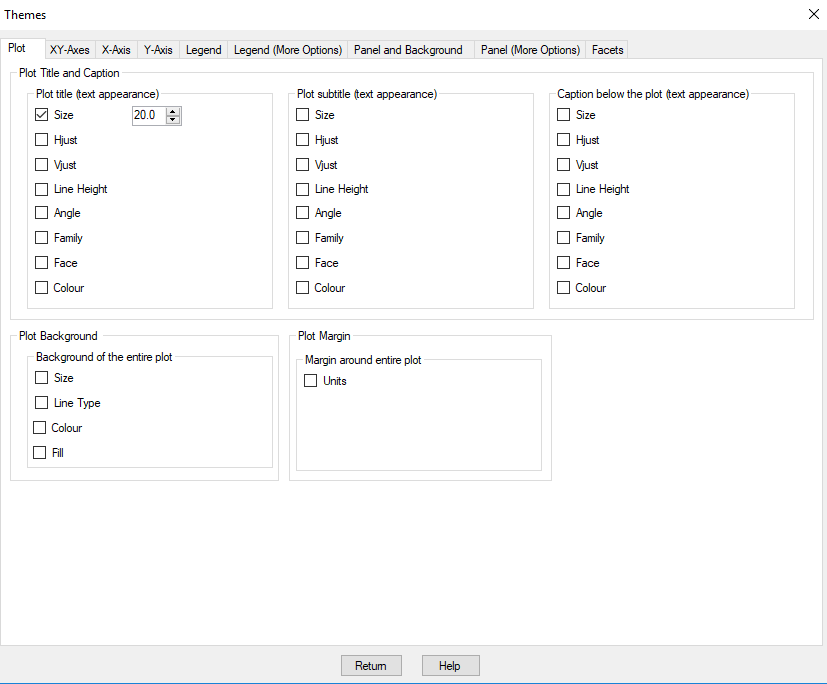 Themes
Plot XY-Axes X-Axis Y-Axis Legend Legend (More Options) Panel and Background Panel (More Options) Facets
Plot Title and Caption
Plot title (text appearance) Plot subtitle (text appearance) Caption below the plot (text appearance)
Size 20.0 Size Size
Hjust Hjust Hjust
Vjust Vjust Vjust
Line Height Line Height Line Height
Angle Angle Angle
Family Family Family
Face Face Face
Colour Colour Colour
Plot Background Plot Margin
Background of the entire plot Margin around entire plot
Size Units
Line Type
Colour
Fill
Return Help